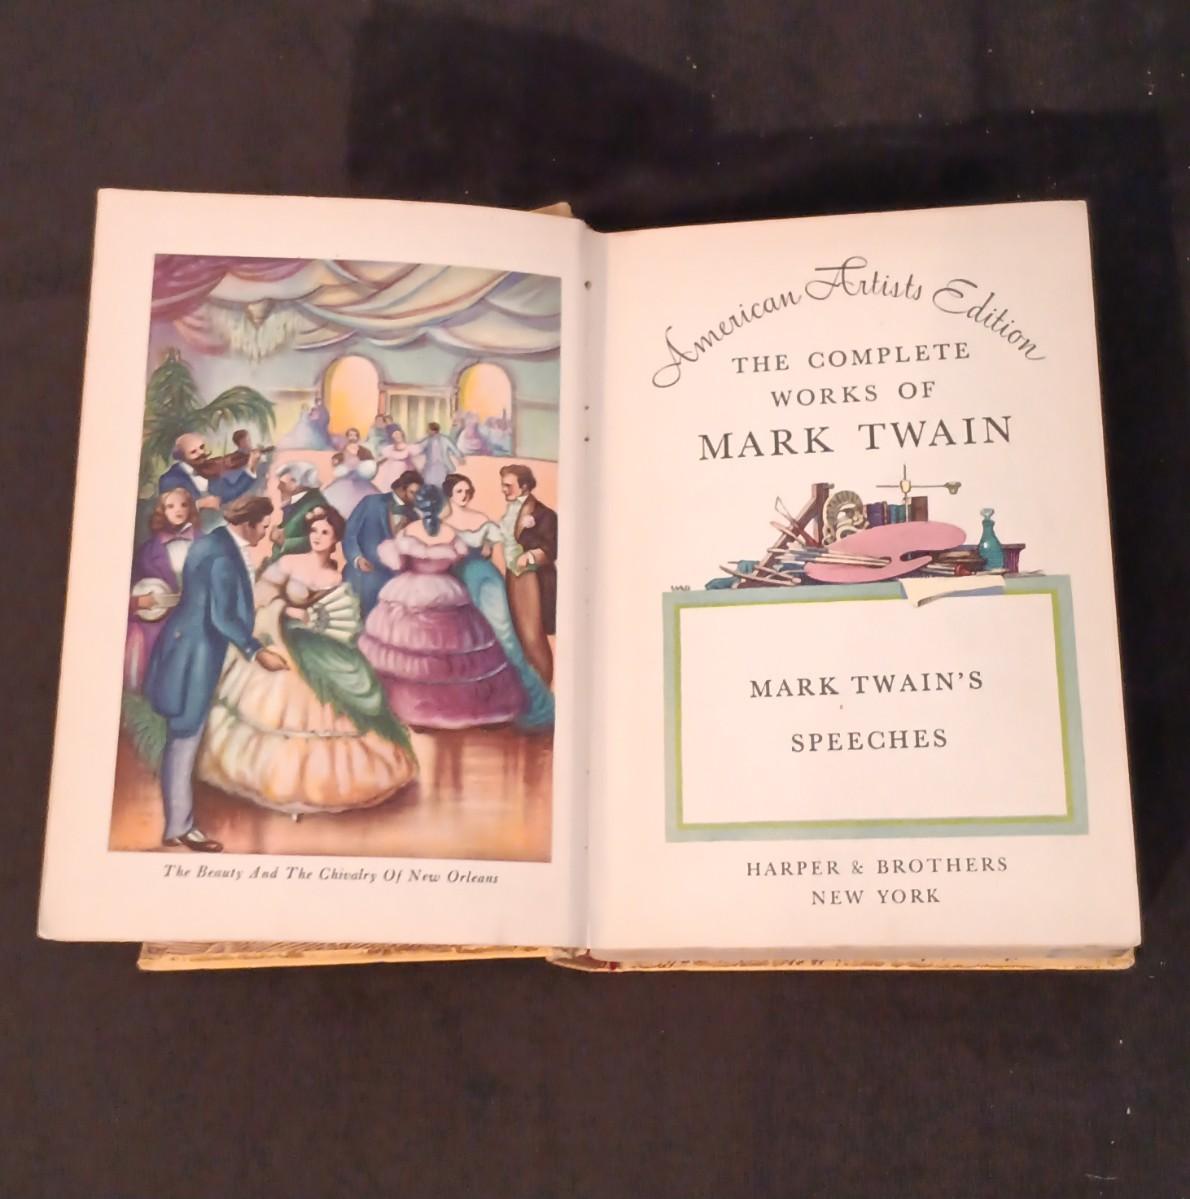 The Beauty And The Chivalry Of New Orleans
American Artists Edition
THE COMPLETE
WORKS OF
MARK TWAIN
MARK TWAIN'S
SPEECHES
HARPER & BROTHERS
NEW YORK